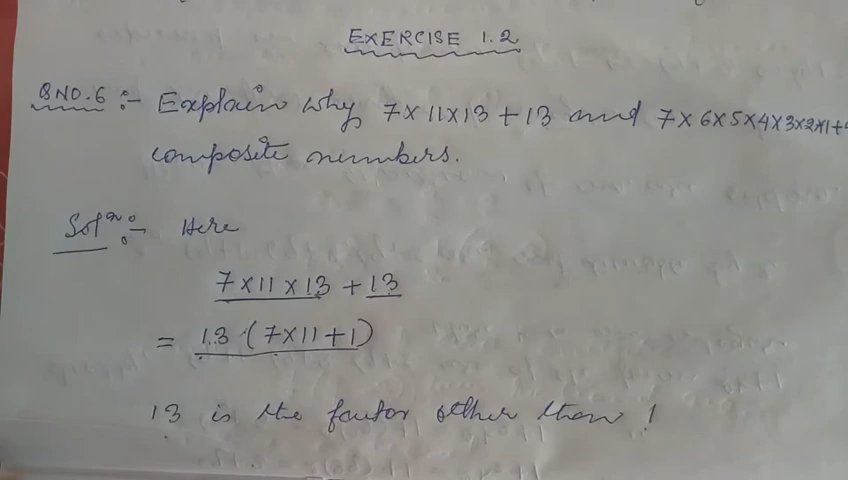 EXERCISE 1.2
Q NO. 6 :- Explain why 7×11×13 + 13 and 7×6×5×4×3×2×1+
composite numbers.
Solⁿ :- Here
7×11×13 + 13
= 13 (7×11+1)
13 is the factor other than 1